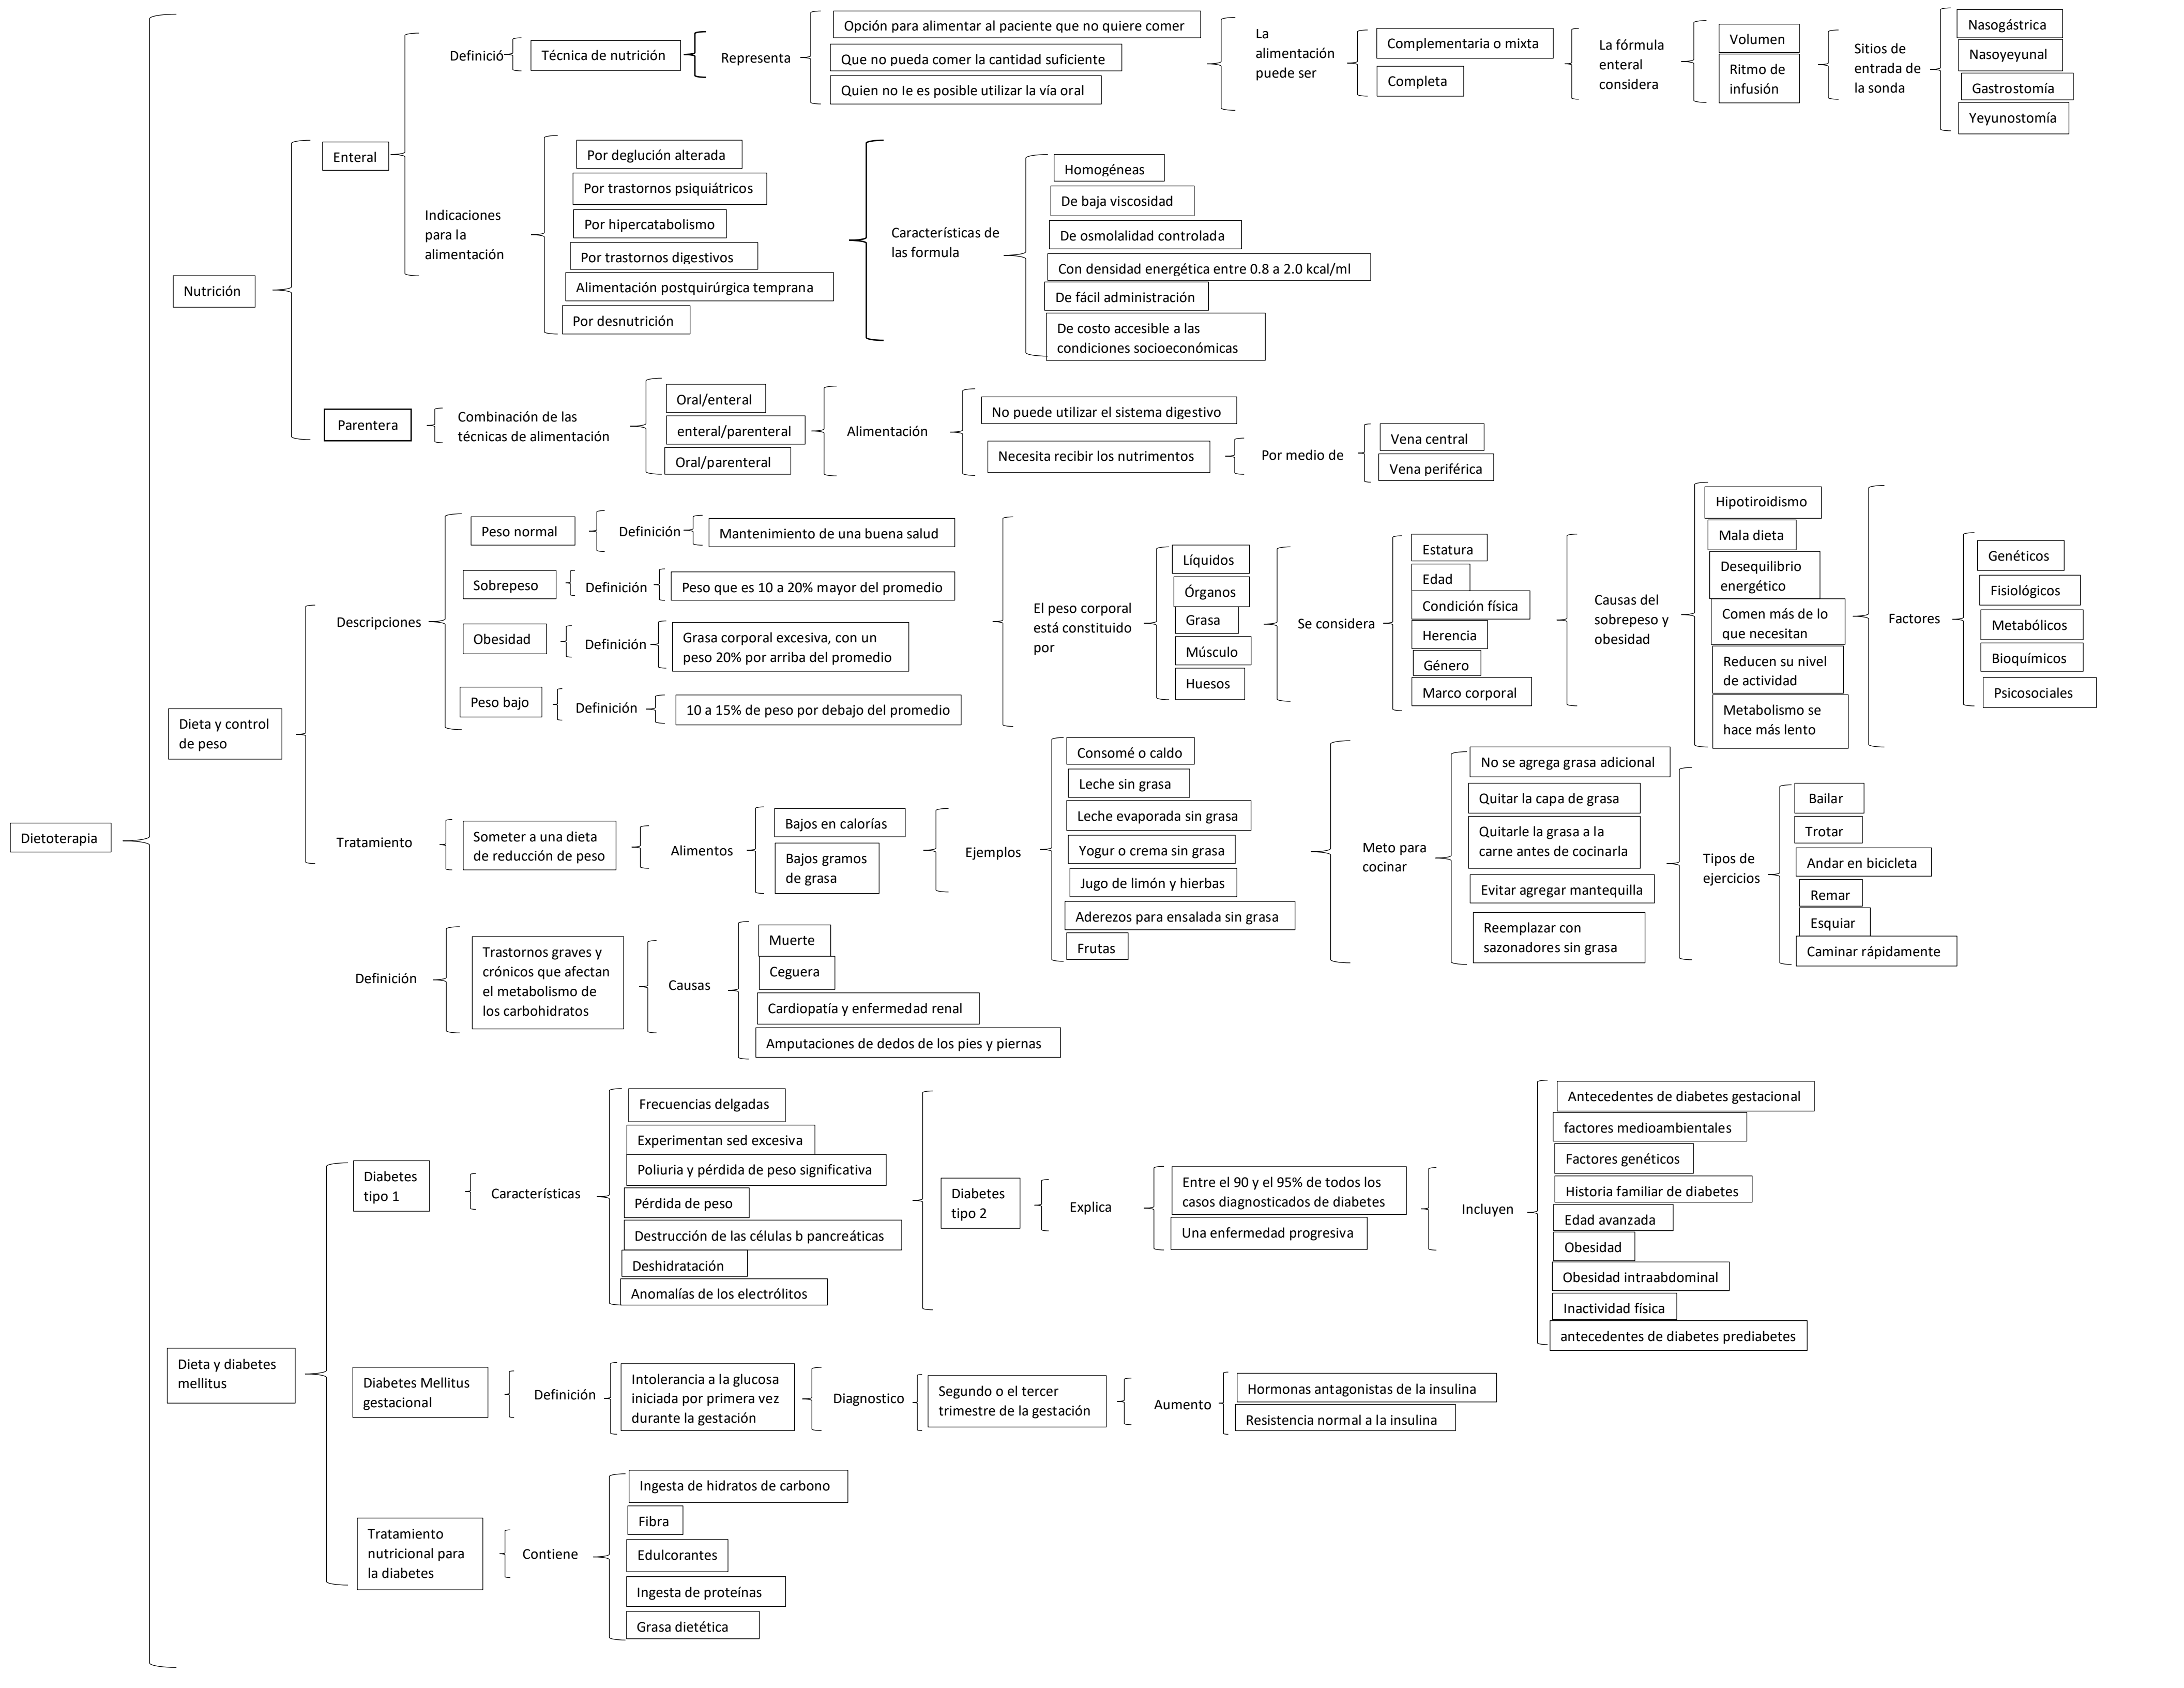 Dietoterapia
Nutrición
Enteral
Definició
Técnica de nutrición
Representa
Opción para alimentar al paciente que no quiere comer
Que no pueda comer la cantidad suficiente
Quien no le es posible utilizar la vía oral
La
alimentación
puede ser
Complementaria o mixta
Completa
La fórmula
enteral
considera
Volumen
Ritmo de
infusión
Sitios de
entrada de
la sonda
Nasogástrica
Nasoyeyunal
Gastrostomía
Yeyunostomía
Indicaciones
para la
alimentación
Por deglución alterada
Por trastornos psiquiátricos
Por hipercatabolismo
Por trastornos digestivos
Alimentación postquirúrgica temprana
Por desnutrición
Características de
las formula
Homogéneas
De baja viscosidad
De osmolalidad controlada
Con densidad energética entre 0.8 a 2.0 kcal/ml
De fácil administración
De costo accesible a las
condiciones socioeconómicas
Parentera
Combinación de las
técnicas de alimentación
Oral/enteral
enteral/parenteral
Oral/parenteral
Alimentación
No puede utilizar el sistema digestivo
Necesita recibir los nutrimentos
Por medio de
Vena central
Vena periférica
Dieta y control
de peso
Descripciones
Peso normal
Definición
Mantenimiento de una buena salud
Sobrepeso
Definición
Peso que es 10 a 20% mayor del promedio
Obesidad
Definición
Grasa corporal excesiva, con un
peso 20% por arriba del promedio
Peso bajo
Definición
10 a 15% de peso por debajo del promedio
El peso corporal
está constituido
por
Líquidos
Órganos
Grasa
Músculo
Huesos
Se considera
Estatura
Edad
Condición física
Herencia
Género
Marco corporal
Causas del
sobrepeso y
obesidad
Hipotiroidismo
Mala dieta
Desequilibrio
energético
Comen más de lo
que necesitan
Reducen su nivel
de actividad
Metabolismo se
hace más lento
Factores
Genéticos
Fisiológicos
Metabólicos
Bioquímicos
Psicosociales
Tratamiento
Someter a una dieta
de reducción de peso
Alimentos
Bajos en calorías
Bajos gramos
de grasa
Ejemplos
Consomé o caldo
Leche sin grasa
Leche evaporada sin grasa
Yogur o crema sin grasa
Jugo de limón y hierbas
Aderezos para ensalada sin grasa
Frutas
Meto para
cocinar
No se agrega grasa adicional
Quitar la capa de grasa
Quitarle la grasa a la
carne antes de cocinarla
Evitar agregar mantequilla
Reemplazar con
sazonadores sin grasa
Tipos de
ejercicios
Bailar
Trotar
Andar en bicicleta
Remar
Esquiar
Caminar rápidamente
Definición
Trastornos graves y
crónicos que afectan
el metabolismo de
los carbohidratos
Causas
Muerte
Ceguera
Cardiopatía y enfermedad renal
Amputaciones de dedos de los pies y piernas
Dieta y diabetes
mellitus
Diabetes
tipo 1
Características
Frecuencias delgadas
Experimentan sed excesiva
Poliuria y pérdida de peso significativa
Pérdida de peso
Destrucción de las células b pancreáticas
Deshidratación
Anomalías de los electrólitos
Diabetes
tipo 2
Explica
Entre el 90 y el 95% de todos los
casos diagnosticados de diabetes
Una enfermedad progresiva
Incluyen
Antecedentes de diabetes gestacional
factores medioambientales
Factores genéticos
Historia familiar de diabetes
Edad avanzada
Obesidad
Obesidad intraabdominal
Inactividad física
antecedentes de diabetes prediabetes
Diabetes Mellitus
gestacional
Definición
Intolerancia a la glucosa
iniciada por primera vez
durante la gestación
Diagnostico
Segundo o el tercer
trimestre de la gestación
Aumento
Hormonas antagonistas de la insulina
Resistencia normal a la insulina
Tratamiento
nutricional para
la diabetes
Contiene
Ingesta de hidratos de carbono
Fibra
Edulcorantes
Ingesta de proteínas
Grasa dietética